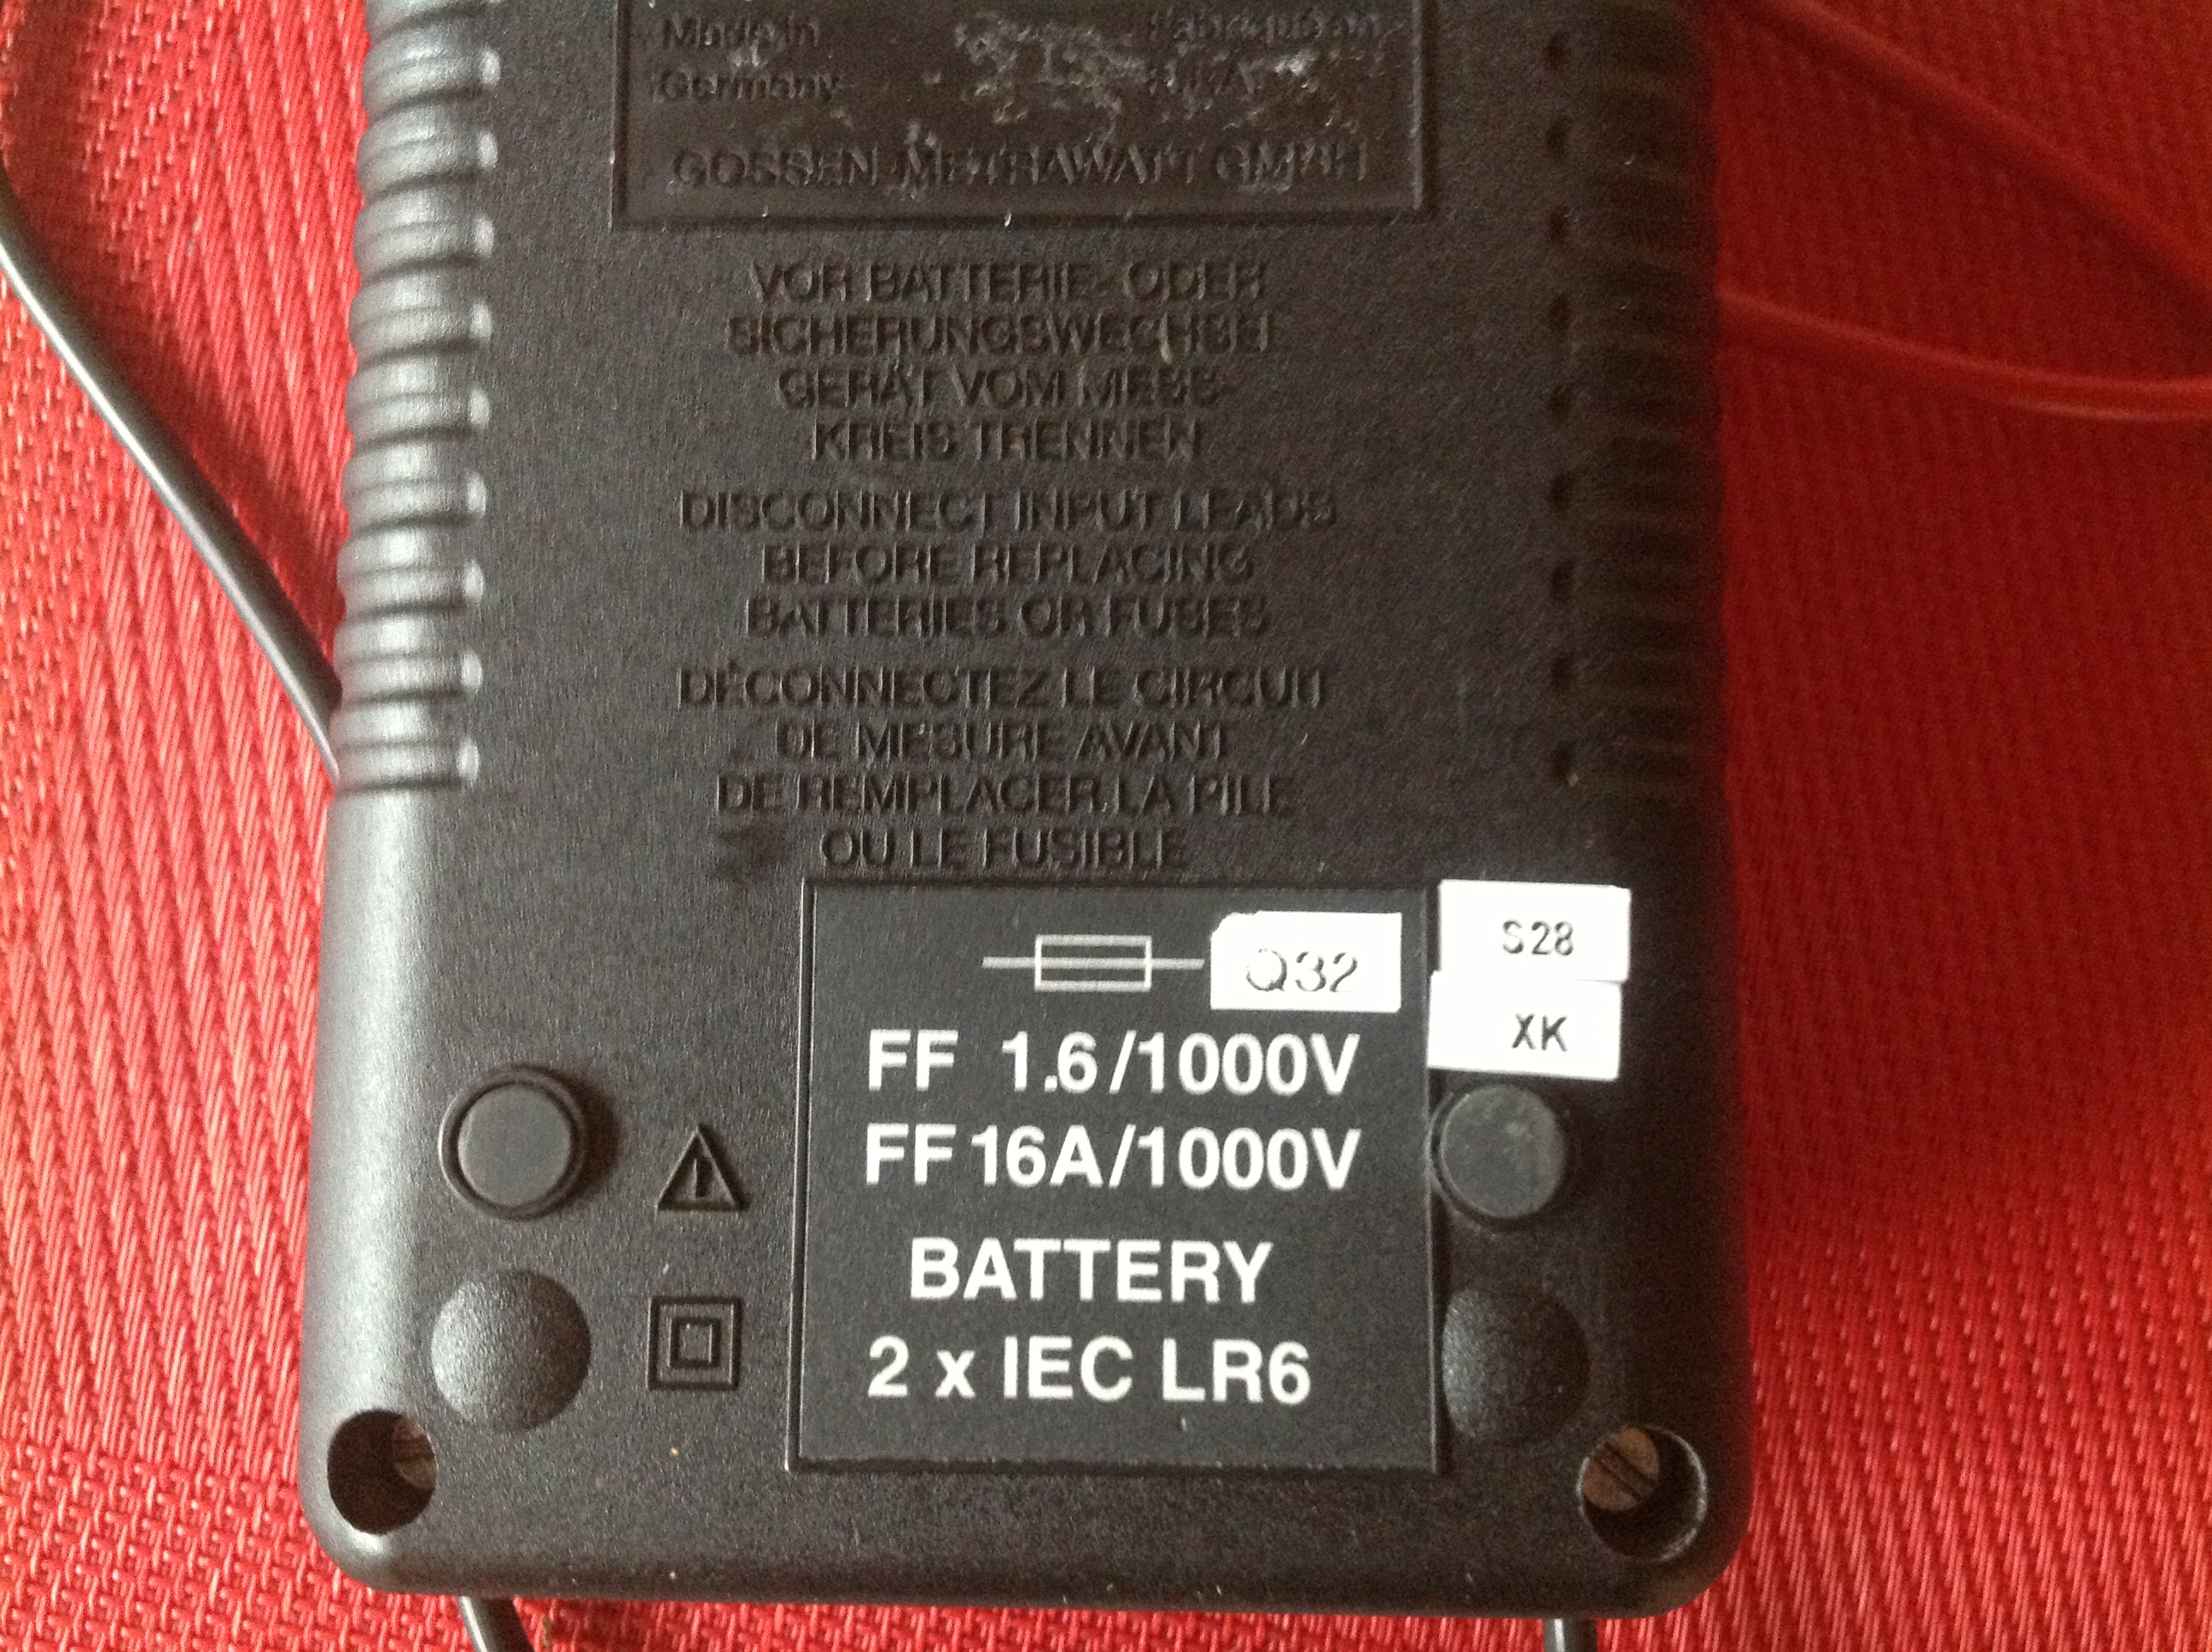 Made in
Germany
GOSSEN-METRAWATT GMBH
VOR BATTERIE- ODER
SICHERUNGSWECHSEL
GERÄT VOM MEß-
KREIS TRENNEN
DISCONNECT INPUT LEADS
BEFORE REPLACING
BATTERIES OR FUSES
DÉCONNECTEZ LE CIRCUIT
DE MESURE AVANT
DE REMPLACER LA PILE
OU LE FUSIBLE
Q32
S28
XK
FF 1.6/1000V
FF 16A/1000V
BATTERY
2 x IEC LR6